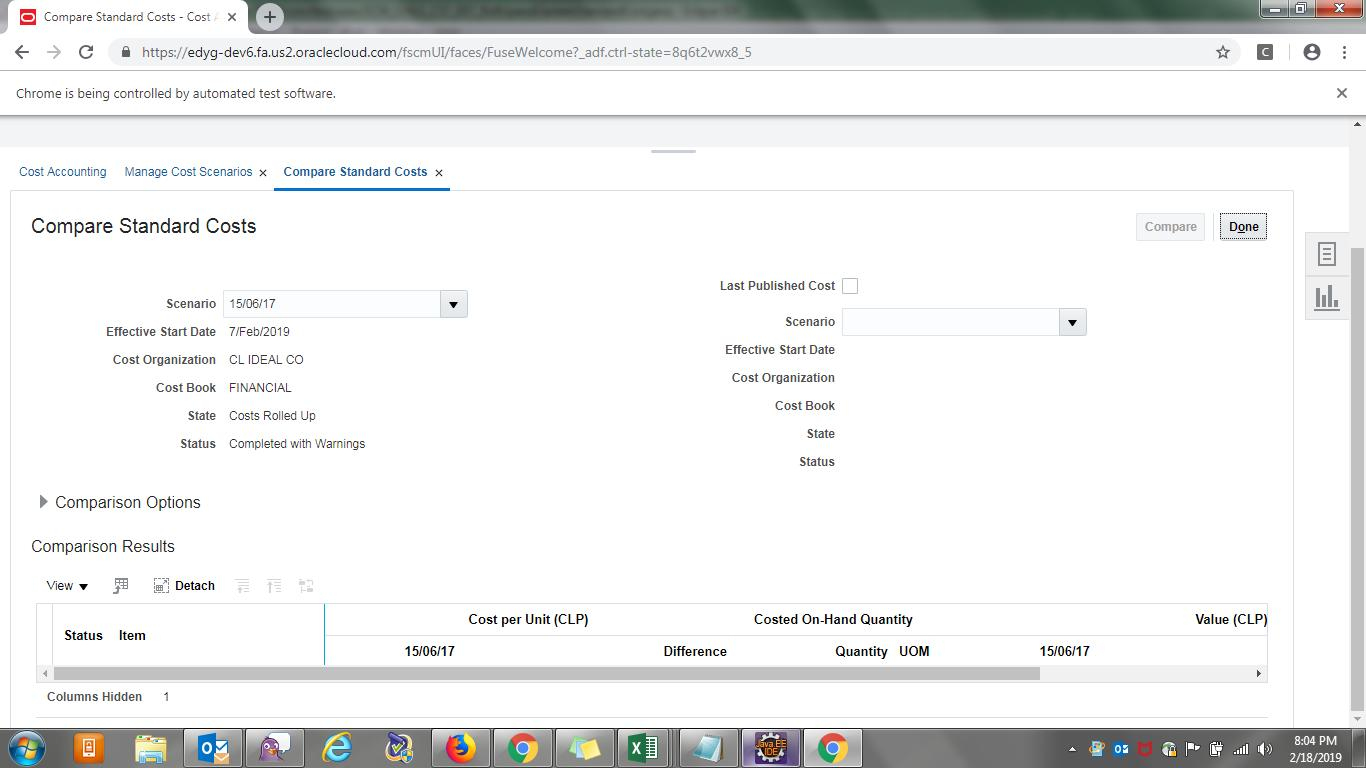 Compare Standard Costs - Cost A
https://edyg-dev6.fa.us2.oraclecloud.com/fscmUI/faces/FuseWelcome?_adf.ctrl-state=8q6t2vwx8_5
C
Chrome is being controlled by automated test software.
Cost Accounting Manage Cost Scenarios Compare Standard Costs
Compare Standard Costs
Compare Done
Last Published Cost
Scenario 15/06/17
Scenario
Effective Start Date 7/Feb/2019
Effective Start Date
Cost Organization CL IDEAL CO
Cost Organization
Cost Book FINANCIAL
Cost Book
State Costs Rolled Up
State
Status Completed with Warnings
Status
Comparison Options
Comparison Results
View Detach
Cost per Unit (CLP) Costed On-Hand Quantity Value (CLP)
Status Item
15/06/17 Difference Quantity UOM 15/06/17
Columns Hidden 1
Java EE
IDE
8:04 PM
2/18/2019